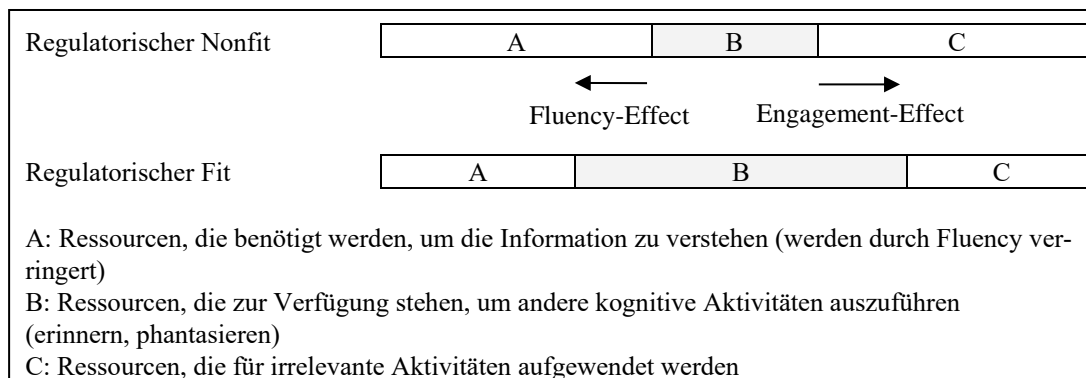 Regulatorischer Nonfit A B C
Fluency-Effect Engagement-Effect
Regulatorischer Fit A B C
A: Ressourcen, die benötigt werden, um die Information zu verstehen (werden durch Fluency ver-
ringert)
B: Ressourcen, die zur Verfügung stehen, um andere kognitive Aktivitäten auszuführen
(erinnern, phantasieren)
C: Ressourcen, die für irrelevante Aktivitäten aufgewendet werden